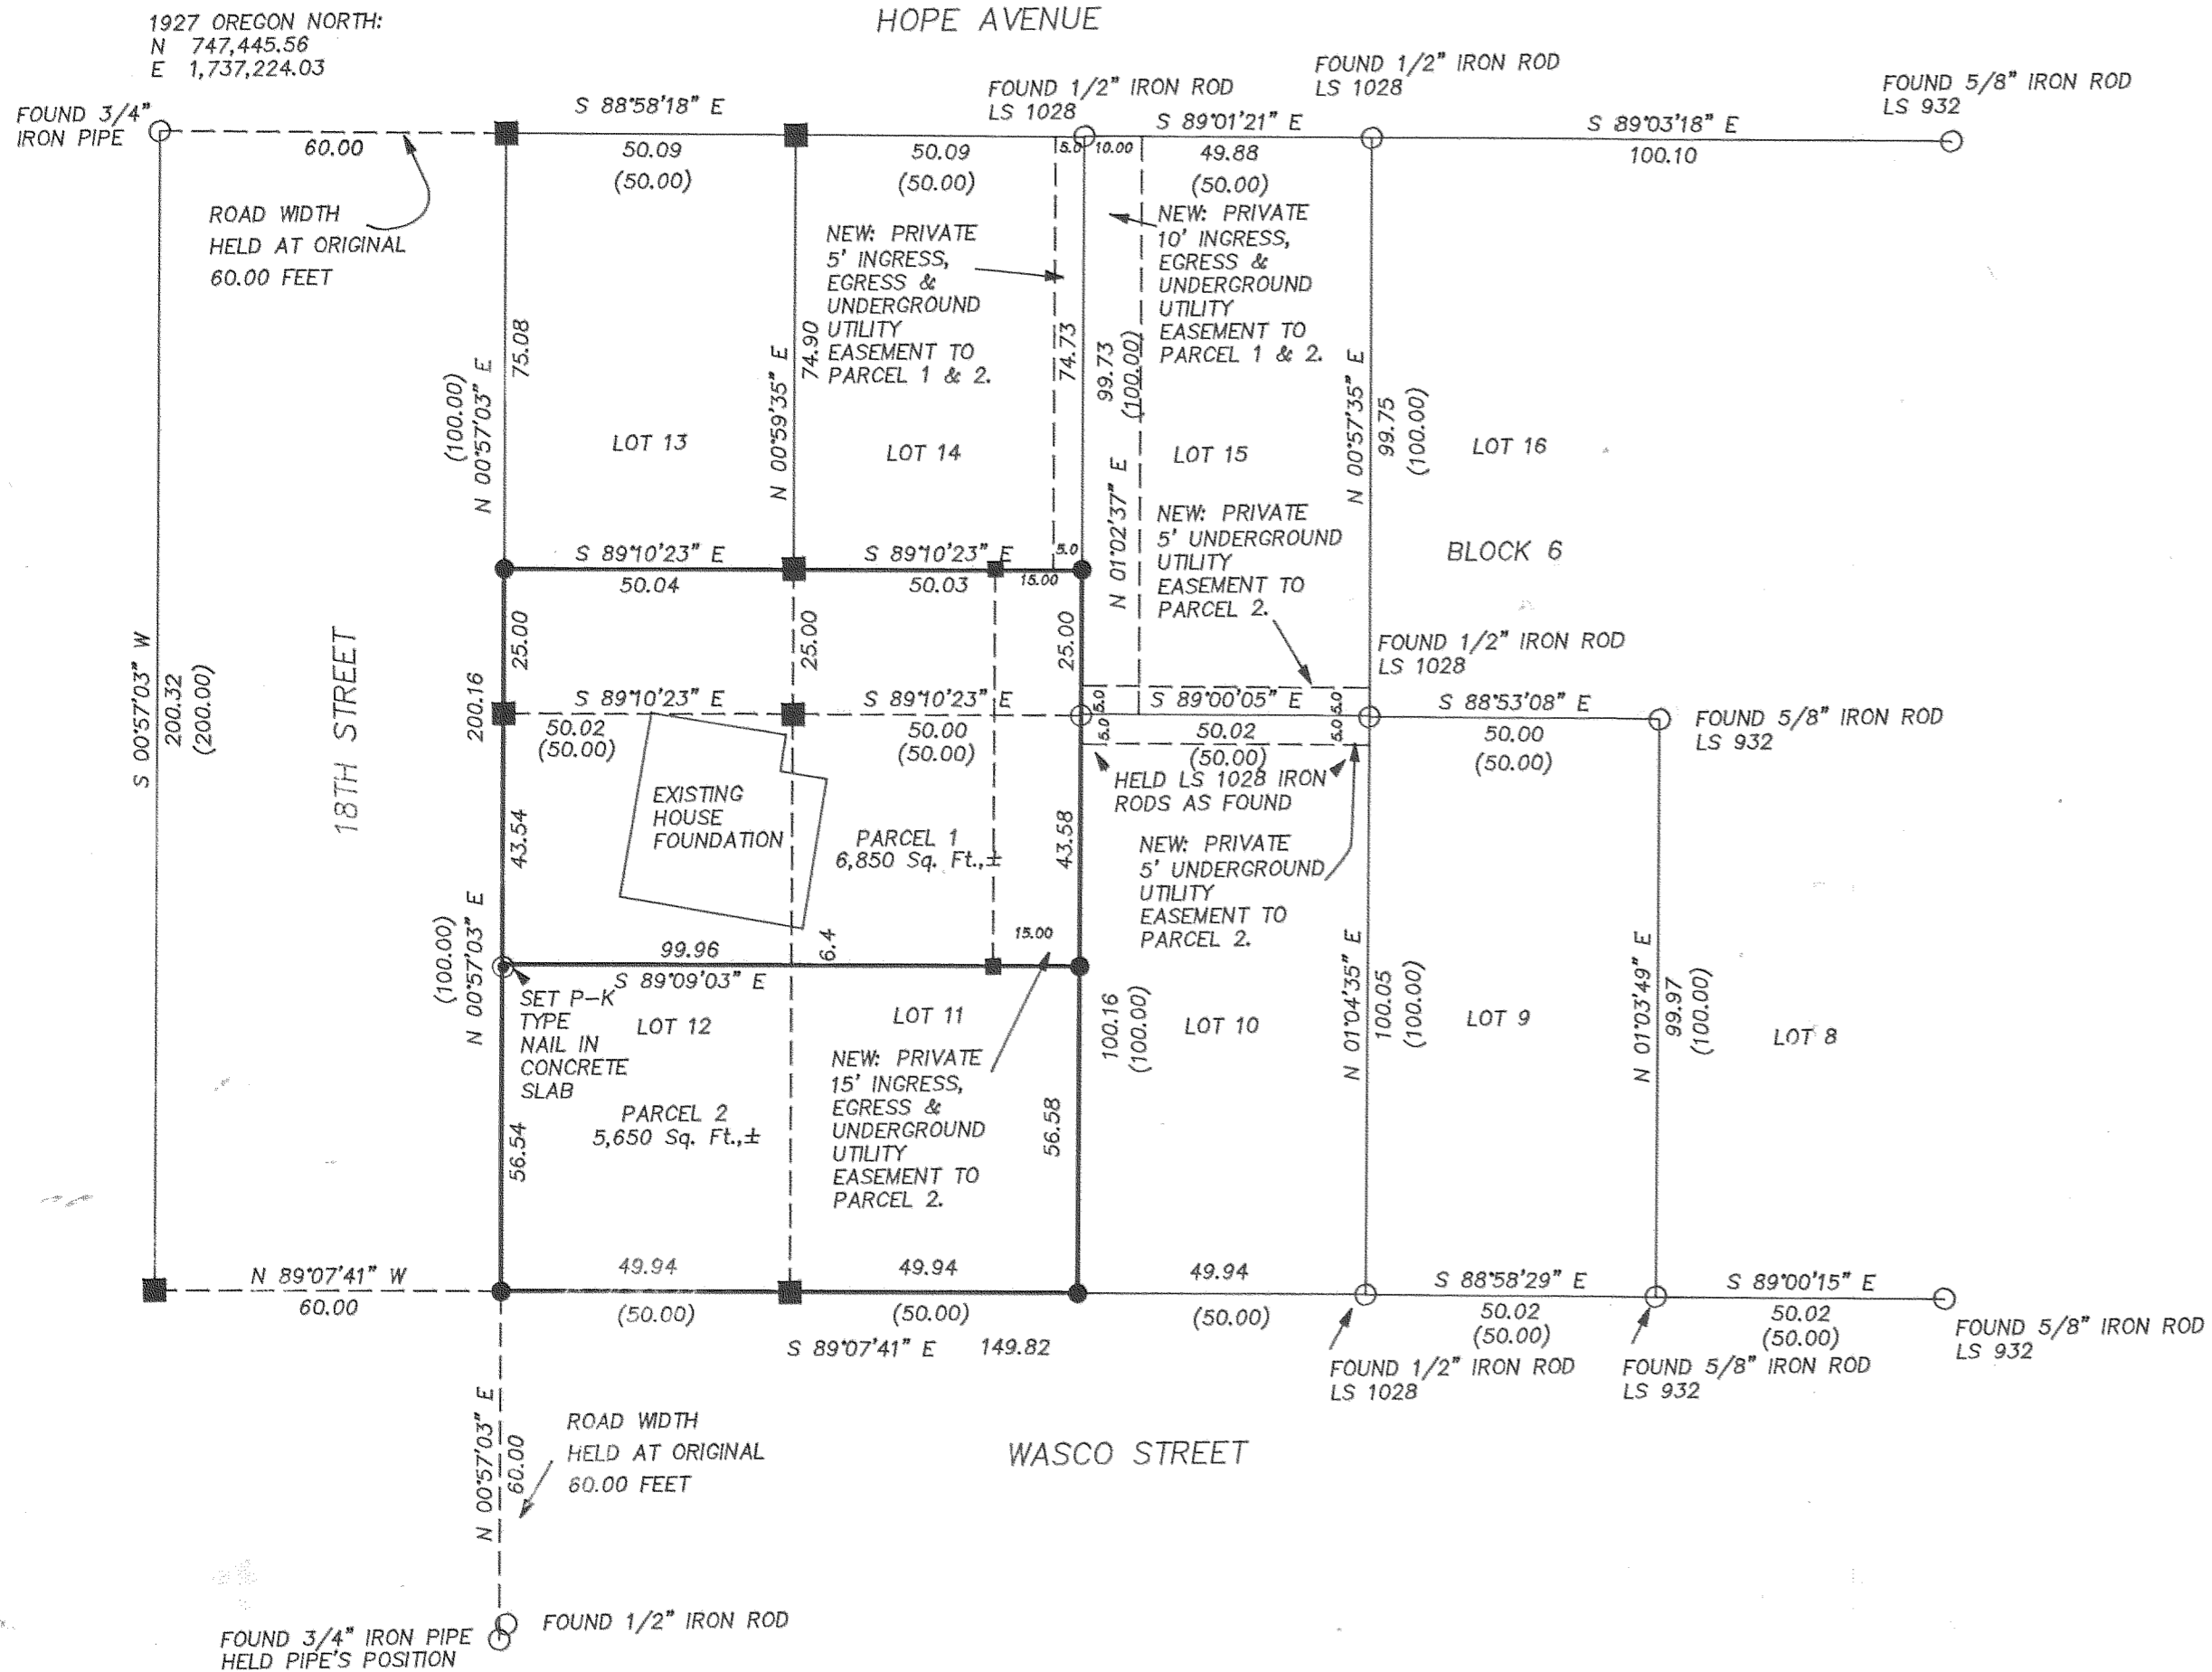 1927 OREGON NORTH:
N 747,445.56
E 1,737,224.03
HOPE AVENUE
FOUND 3/4"
IRON PIPE
60.00
ROAD WIDTH
HELD AT ORIGINAL
60.00 FEET
S 88°58'18" E
50.09
(50.00)
50.09
(50.00)
FOUND 1/2" IRON ROD
LS 1028
S 89°01'21" E
5.0
10.00
49.88
(50.00)
FOUND 1/2" IRON ROD
LS 1028
S 89°03'18" E
100.10
FOUND 5/8" IRON ROD
LS 932
NEW: PRIVATE
5' INGRESS,
EGRESS &
UNDERGROUND
UTILITY
EASEMENT TO
PARCEL 1 & 2.
NEW: PRIVATE
10' INGRESS,
EGRESS &
UNDERGROUND
UTILITY
EASEMENT TO
PARCEL 1 & 2.
(100.00)
N 00°57'03" E
75.08
N 00°59'35" E
74.90
74.73
99.73
(100.00)
N 01°02'37" E
N 00°57'35" E
99.75
(100.00)
LOT 13
LOT 14
LOT 15
LOT 16
BLOCK 6
NEW: PRIVATE
5' UNDERGROUND
UTILITY
EASEMENT TO
PARCEL 2.
S 89°10'23" E
50.04
S 89°10'23" E
50.03
5.0
15.00
S 00°57'03" W
200.32
(200.00)
18TH STREET
200.16
25.00
25.00
25.00
FOUND 1/2" IRON ROD
LS 1028
S 89°10'23" E
50.02
(50.00)
S 89°10'23" E
50.00
(50.00)
5.0
5.0
S 89°00'05" E
50.02
(50.00)
5.0
5.0
S 88°53'08" E
50.00
(50.00)
FOUND 5/8" IRON ROD
LS 932
HELD LS 1028 IRON
RODS AS FOUND
EXISTING
HOUSE
FOUNDATION
PARCEL 1
6,850 Sq. Ft.,±
43.54
43.58
NEW: PRIVATE
5' UNDERGROUND
UTILITY
EASEMENT TO
PARCEL 2.
(100.00)
N 00°57'03" E
99.96
S 89°09'03" E
6.4
15.00
SET P-K
TYPE
NAIL IN
CONCRETE
SLAB
LOT 12
LOT 11
LOT 10
LOT 9
LOT 8
100.16
(100.00)
N 01°04'35" E
100.05
(100.00)
N 01°03'49" E
99.97
(100.00)
NEW: PRIVATE
15' INGRESS,
EGRESS &
UNDERGROUND
UTILITY
EASEMENT TO
PARCEL 2.
PARCEL 2
5,650 Sq. Ft.,±
56.54
56.58
N 89°07'41" W
60.00
49.94
(50.00)
49.94
(50.00)
49.94
(50.00)
S 89°07'41" E 149.82
S 88°58'29" E
50.02
(50.00)
S 89°00'15" E
50.02
(50.00)
FOUND 1/2" IRON ROD
LS 1028
FOUND 5/8" IRON ROD
LS 932
FOUND 5/8" IRON ROD
LS 932
N 00°57'03" E
60.00
ROAD WIDTH
HELD AT ORIGINAL
60.00 FEET
WASCO STREET
FOUND 1/2" IRON ROD
FOUND 3/4" IRON PIPE
HELD PIPE'S POSITION